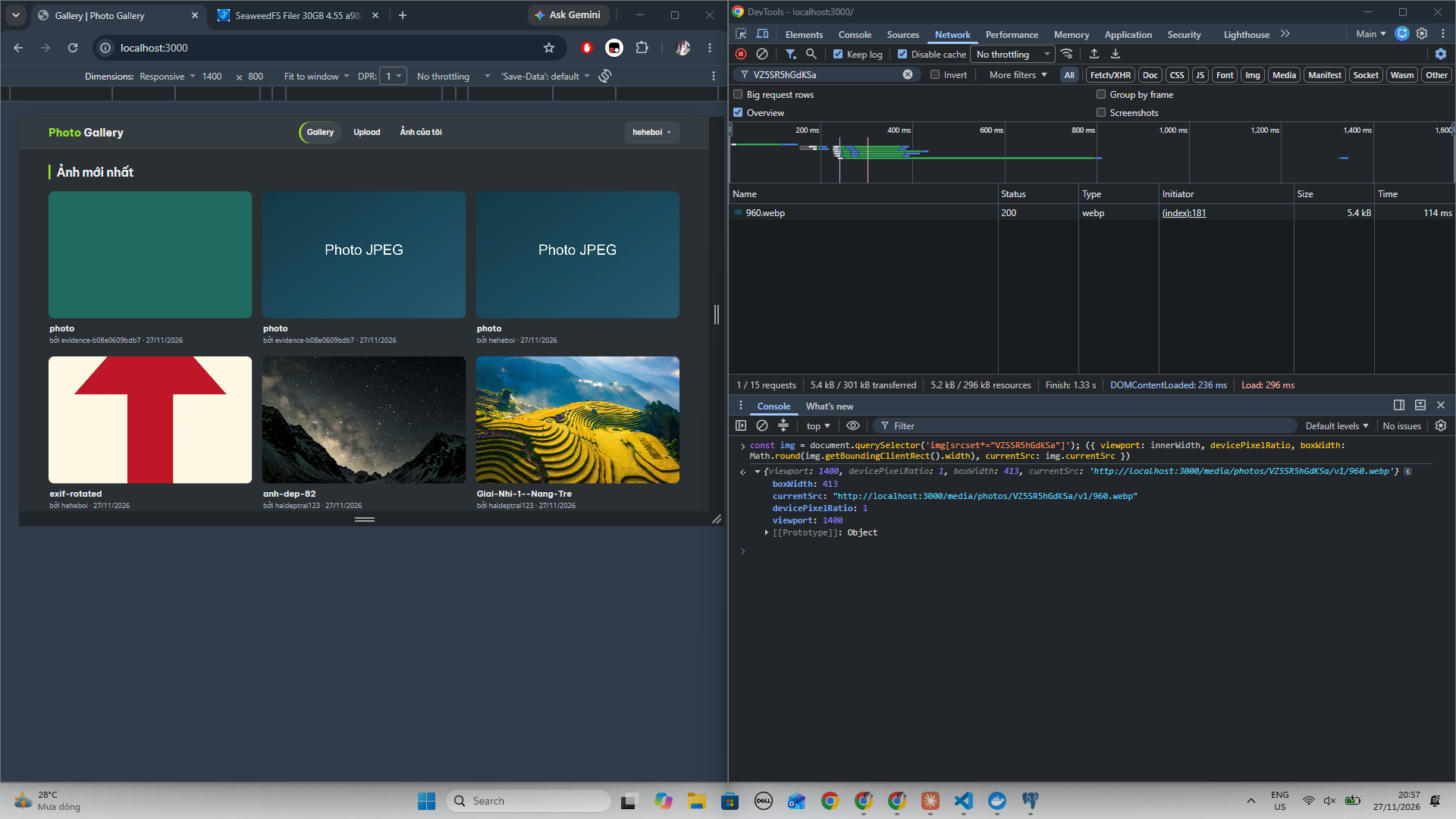 Gallery | Photo Gallery
SeaweedFS Filer 30GB 4.55 a98
Ask Gemini
localhost:3000
Dimensions: Responsive 1400 x 800 Fit to window DPR: 1 No throttling 'Save-Data': default
Photo Gallery
Gallery Upload Ảnh của tôi
heheboi
Ảnh mới nhất
Photo JPEG Photo JPEG
photo photo photo
bởi evidence-b08e0609bdb7 · 27/11/2026 bởi evidence-b08e0609bdb7 · 27/11/2026 bởi heheboi · 27/11/2026
exif-rotated anh-dep-82 Giai-Nhi-1--Nang-Tre
bởi heheboi · 27/11/2026 bởi haideptrai123 · 27/11/2026 bởi haideptrai123 · 27/11/2026
DevTools - localhost:3000/
Elements Console Sources Network Performance Memory Application Security Lighthouse Main
Keep log Disable cache No throttling
VZ5SR5hGdKSa Invert More filters All Fetch/XHR Doc CSS JS Font Img Media Manifest Socket Wasm Other
Big request rows Group by frame
Overview Screenshots
200 ms 400 ms 600 ms 800 ms 1,000 ms 1,200 ms 1,400 ms 1,600
Name Status Type Initiator Size Time
960.webp 200 webp (index):181 5.4 kB 114 ms
1 / 15 requests 5.4 kB / 301 kB transferred 5.2 kB / 296 kB resources Finish: 1.33 s DOMContentLoaded: 236 ms Load: 296 ms
Console What's new
top Filter Default levels No issues
const img = document.querySelector('img[srcset*="VZ5SR5hGdKSa"]'); ({ viewport: innerWidth, devicePixelRatio, boxWidth:
Math.round(img.getBoundingClientRect().width), currentSrc: img.currentSrc })
{viewport: 1400, devicePixelRatio: 1, boxWidth: 413, currentSrc: 'http://localhost:3000/media/photos/VZ5SR5hGdKSa/v1/960.webp'}
boxWidth: 413
currentSrc: "http://localhost:3000/media/photos/VZ5SR5hGdKSa/v1/960.webp"
devicePixelRatio: 1
viewport: 1400
[[Prototype]]: Object
28°C
Mưa dông
Search
DELL
ENG
US
20:57
27/11/2026